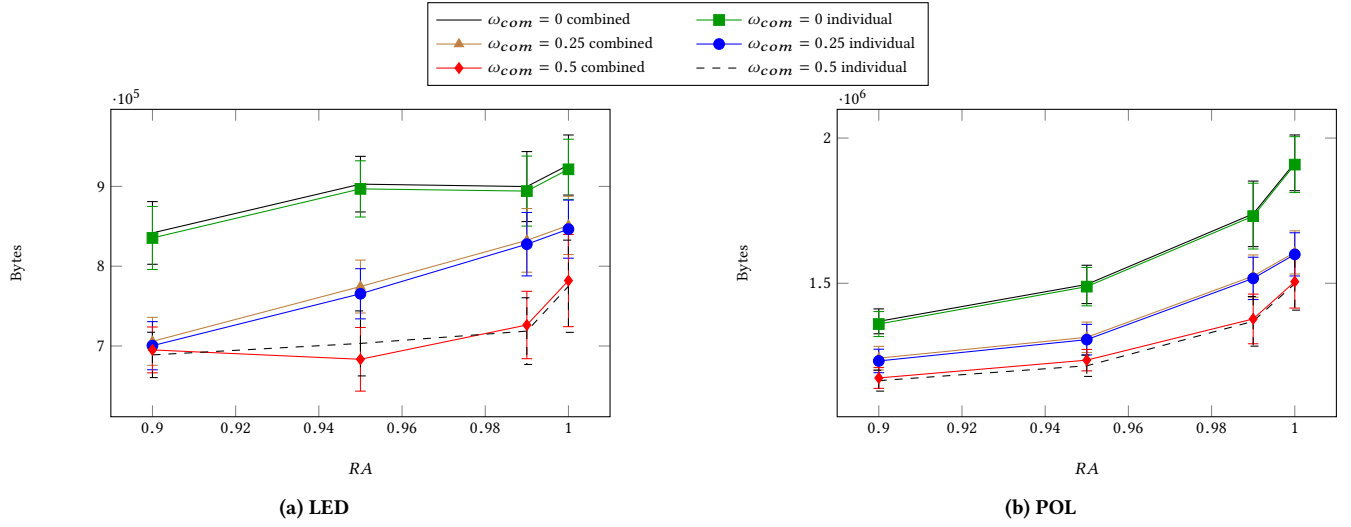 ω_com = 0 combined ω_com = 0 individual
ω_com = 0.25 combined ω_com = 0.25 individual
ω_com = 0.5 combined ω_com = 0.5 individual
·10^5
9
8
7
Bytes
0.9 0.92 0.94 0.96 0.98 1
RA
(a) LED
·10^6
2
1.5
Bytes
0.9 0.92 0.94 0.96 0.98 1
RA
(b) POL